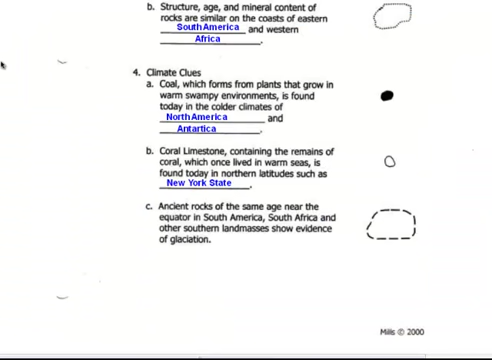 b. Structure, age, and mineral content of
rocks are similar on the coasts of eastern
South America and western
Africa.
4. Climate Clues
a. Coal, which forms from plants that grow in
warm swampy environments, is found
today in the colder climates of
North America and
Antartica.
b. Coral Limestone, containing the remains of
coral, which once lived in warm seas, is
found today in northern latitudes such as
New York State.
c. Ancient rocks of the same age near the
equator in South America, South Africa and
other southern landmasses show evidence
of glaciation.
Mills © 2000